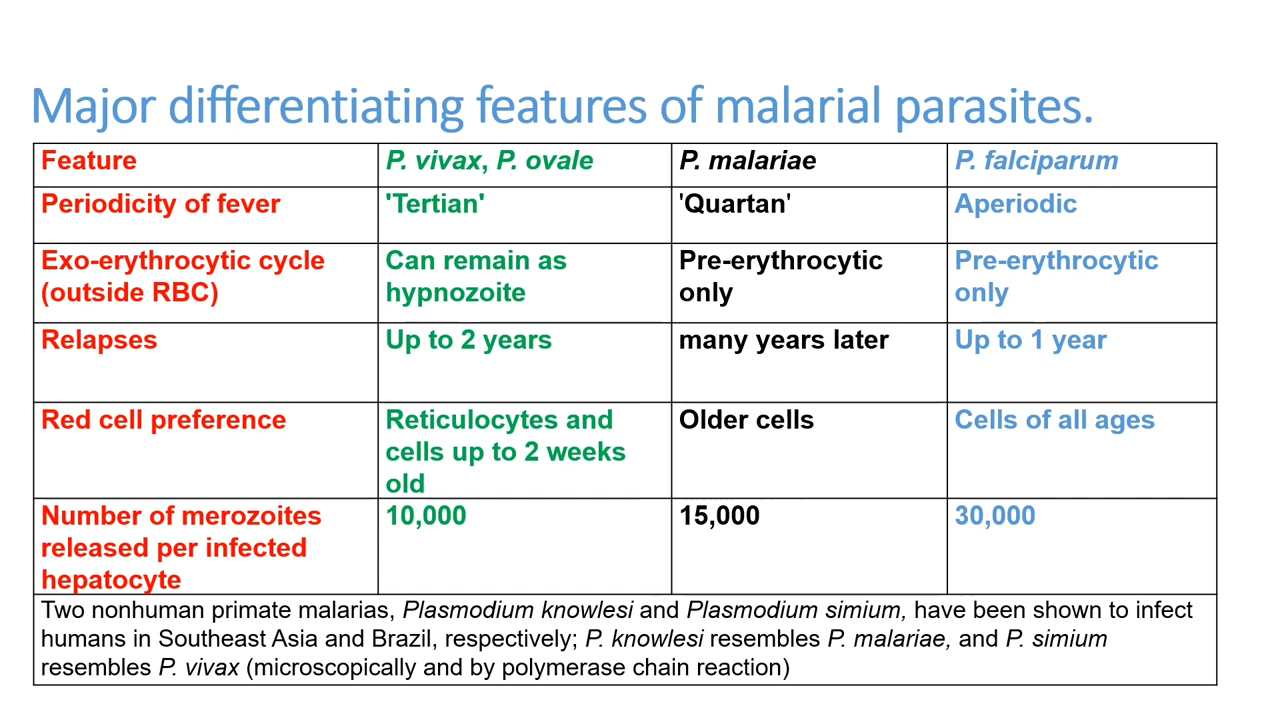 Major differentiating features of malarial parasites.
Feature
P. vivax, P. ovale
P. malariae
P. falciparum
Periodicity of fever
'Tertian'
'Quartan'
Aperiodic
Exo-erythrocytic cycle
(outside RBC)
Can remain as
hypnozoite
Pre-erythrocytic
only
Pre-erythrocytic
only
Relapses
Up to 2 years
many years later
Up to 1 year
Red cell preference
Reticulocytes and
cells up to 2 weeks
old
Older cells
Cells of all ages
Number of merozoites
released per infected
hepatocyte
10,000
15,000
30,000
Two nonhuman primate malarias, Plasmodium knowlesi and Plasmodium simium, have been shown to infect
humans in Southeast Asia and Brazil, respectively; P. knowlesi resembles P. malariae, and P. simium
resembles P. vivax (microscopically and by polymerase chain reaction)